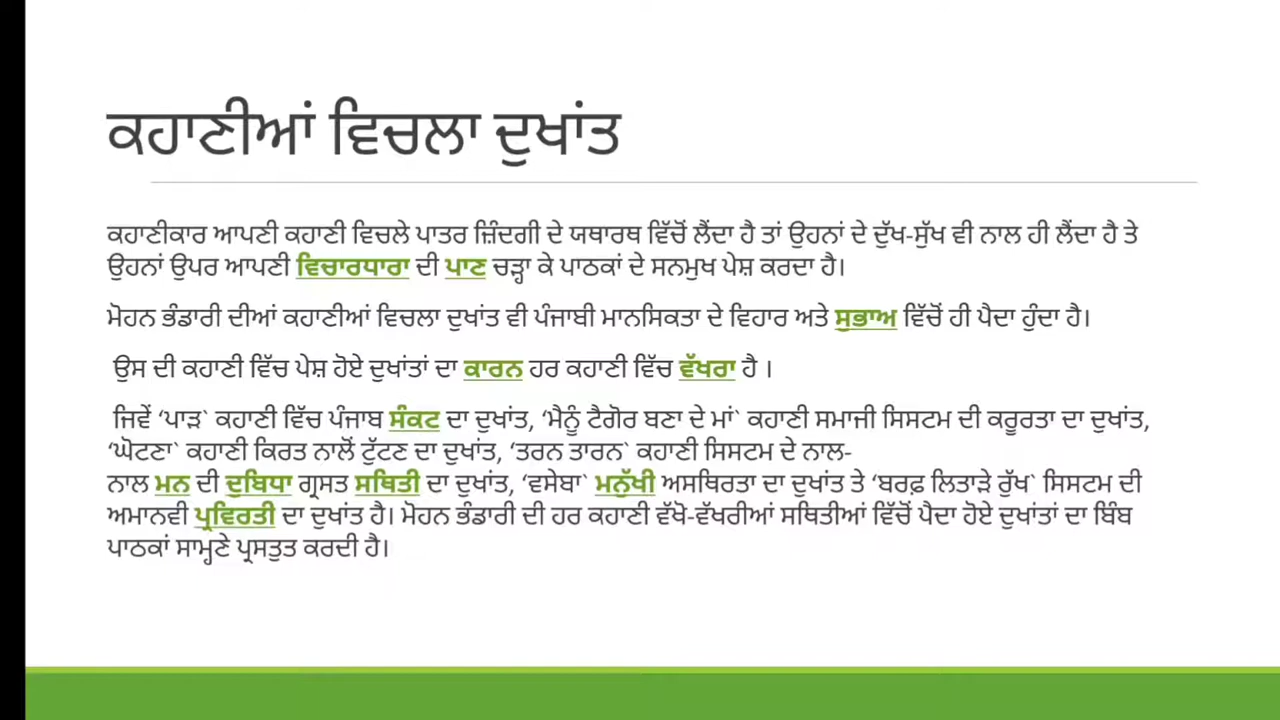 ਕਹਾਣੀਆਂ ਵਿਚਲਾ ਦੁਖਾਂਤ
ਕਹਾਣੀਕਾਰ ਆਪਣੀ ਕਹਾਣੀ ਵਿਚਲੇ ਪਾਤਰ ਜ਼ਿੰਦਗੀ ਦੇ ਯਥਾਰਥ ਵਿੱਚੋਂ ਲੈਂਦਾ ਹੈ ਤਾਂ ਉਹਨਾਂ ਦੇ ਦੁੱਖ-ਸੁੱਖ ਵੀ ਨਾਲ ਹੀ ਲੈਂਦਾ ਹੈ ਤੇ
ਉਹਨਾਂ ਉਪਰ ਆਪਣੀ ਵਿਚਾਰਧਾਰਾ ਦੀ ਪਾਣ ਚੜ੍ਹਾ ਕੇ ਪਾਠਕਾਂ ਦੇ ਸਨਮੁਖ ਪੇਸ਼ ਕਰਦਾ ਹੈ।
ਮੋਹਨ ਭੰਡਾਰੀ ਦੀਆਂ ਕਹਾਣੀਆਂ ਵਿਚਲਾ ਦੁਖਾਂਤ ਵੀ ਪੰਜਾਬੀ ਮਾਨਸਿਕਤਾ ਦੇ ਵਿਹਾਰ ਅਤੇ ਸੁਭਾਅ ਵਿੱਚੋਂ ਹੀ ਪੈਦਾ ਹੁੰਦਾ ਹੈ।
ਉਸ ਦੀ ਕਹਾਣੀ ਵਿੱਚ ਪੇਸ਼ ਹੋਏ ਦੁਖਾਂਤਾਂ ਦਾ ਕਾਰਨ ਹਰ ਕਹਾਣੀ ਵਿੱਚ ਵੱਖਰਾ ਹੈ ।
ਜਿਵੇਂ ‘ਪਾੜ` ਕਹਾਣੀ ਵਿੱਚ ਪੰਜਾਬ ਸੰਕਟ ਦਾ ਦੁਖਾਂਤ, ‘ਮੈਨੂੰ ਟੈਗੋਰ ਬਣਾ ਦੇ ਮਾਂ` ਕਹਾਣੀ ਸਮਾਜੀ ਸਿਸਟਮ ਦੀ ਕਰੂਰਤਾ ਦਾ ਦੁਖਾਂਤ,
‘ਘੋਟਣਾ` ਕਹਾਣੀ ਕਿਰਤ ਨਾਲੋਂ ਟੁੱਟਣ ਦਾ ਦੁਖਾਂਤ, ‘ਤਰਨ ਤਾਰਨ` ਕਹਾਣੀ ਸਿਸਟਮ ਦੇ ਨਾਲ-
ਨਾਲ ਮਨ ਦੀ ਦੁਬਿਧਾ ਗ੍ਰਸਤ ਸਥਿਤੀ ਦਾ ਦੁਖਾਂਤ, ‘ਵਸੇਬਾ` ਮਨੁੱਖੀ ਅਸਥਿਰਤਾ ਦਾ ਦੁਖਾਂਤ ਤੇ ‘ਬਰਫ਼ ਲਿਤਾੜੇ ਰੁੱਖ` ਸਿਸਟਮ ਦੀ
ਅਮਾਨਵੀ ਪ੍ਰਵਿਰਤੀ ਦਾ ਦੁਖਾਂਤ ਹੈ। ਮੋਹਨ ਭੰਡਾਰੀ ਦੀ ਹਰ ਕਹਾਣੀ ਵੱਖੋ-ਵੱਖਰੀਆਂ ਸਥਿਤੀਆਂ ਵਿੱਚੋਂ ਪੈਦਾ ਹੋਏ ਦੁਖਾਂਤਾਂ ਦਾ ਬਿੰਬ
ਪਾਠਕਾਂ ਸਾਮ੍ਹਣੇ ਪ੍ਰਸਤੁਤ ਕਰਦੀ ਹੈ।